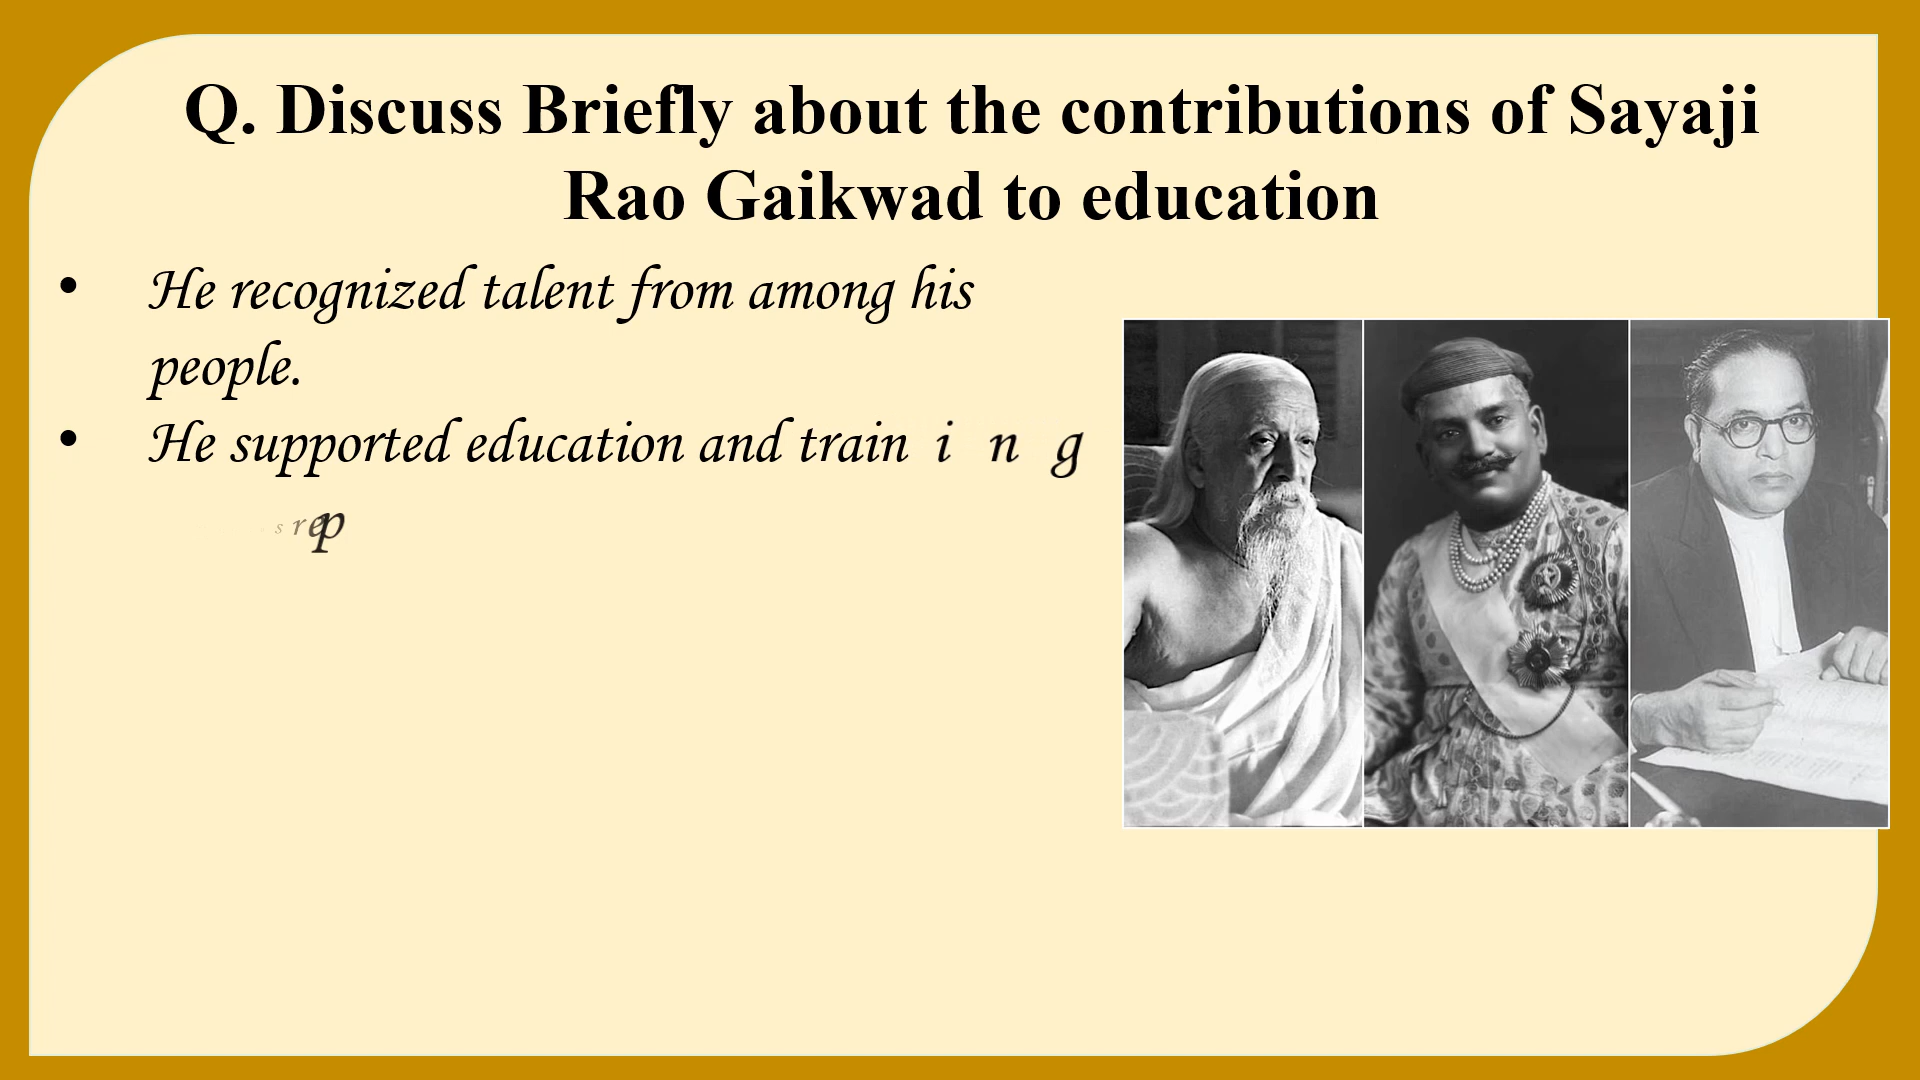 Q. Discuss Briefly about the contributions of Sayaji
Rao Gaikwad to education
• He recognized talent from among his
people.
• He supported education and training